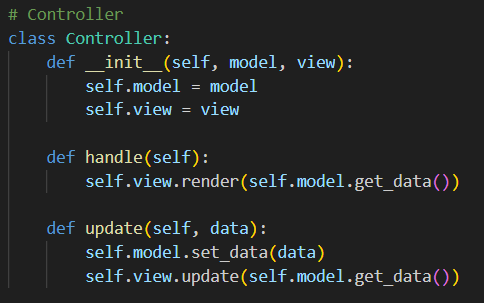 # Controller
class Controller:
    def __init__(self, model, view):
        self.model = model
        self.view = view

    def handle(self):
        self.view.render(self.model.get_data())

    def update(self, data):
        self.model.set_data(data)
        self.view.update(self.model.get_data())